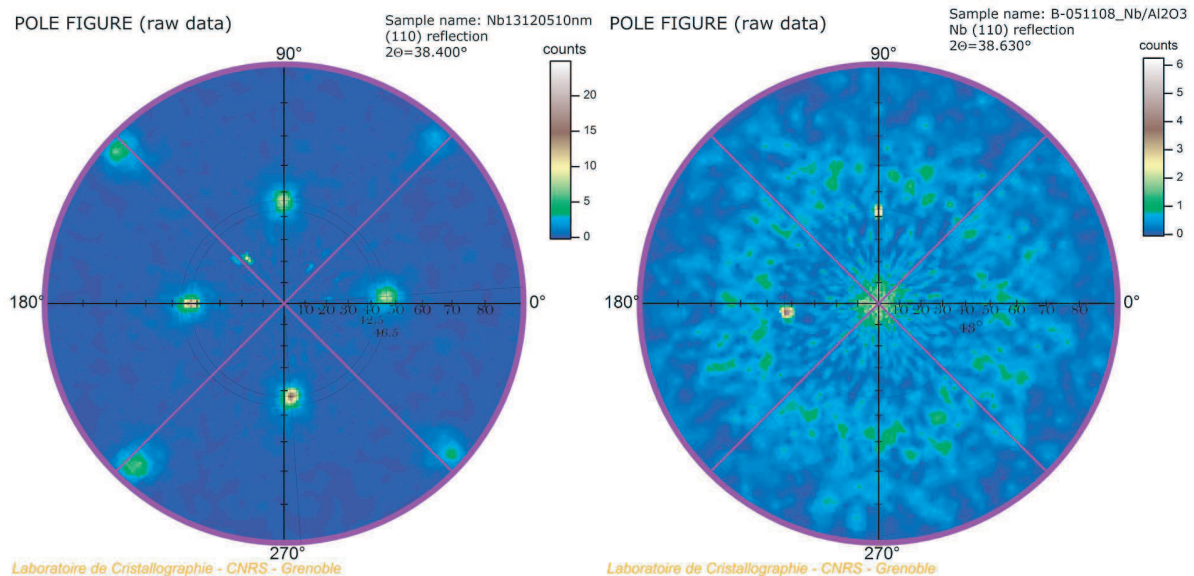 POLE FIGURE (raw data)
Sample name: Nb13120510nm
(110) reflection
2Θ=38.400°
counts
90°
20
15
10
5
0
180°
0°
10 20 30 40 50 60 70 80
42.5
46.5
270°
Laboratoire de Cristallographie - CNRS - Grenoble
POLE FIGURE (raw data)
Sample name: B-051108_Nb/Al2O3
Nb (110) reflection
2Θ=38.630°
counts
90°
6
5
4
3
2
1
0
180°
0°
10 20 30 40 50 60 70 80
48°
270°
Laboratoire de Cristallographie - CNRS - Grenoble